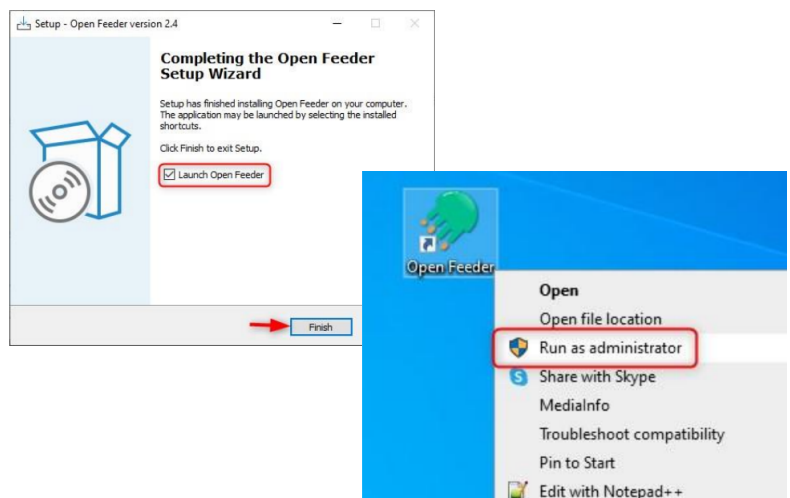 Setup - Open Feeder version 2.4
Completing the Open Feeder
Setup Wizard
Setup has finished installing Open Feeder on your computer.
The application may be launched by selecting the installed
shortcuts.
Click Finish to exit Setup.
Launch Open Feeder
Finish
Open Feeder
Open
Open file location
Run as administrator
Share with Skype
MediaInfo
Troubleshoot compatibility
Pin to Start
Edit with Notepad++